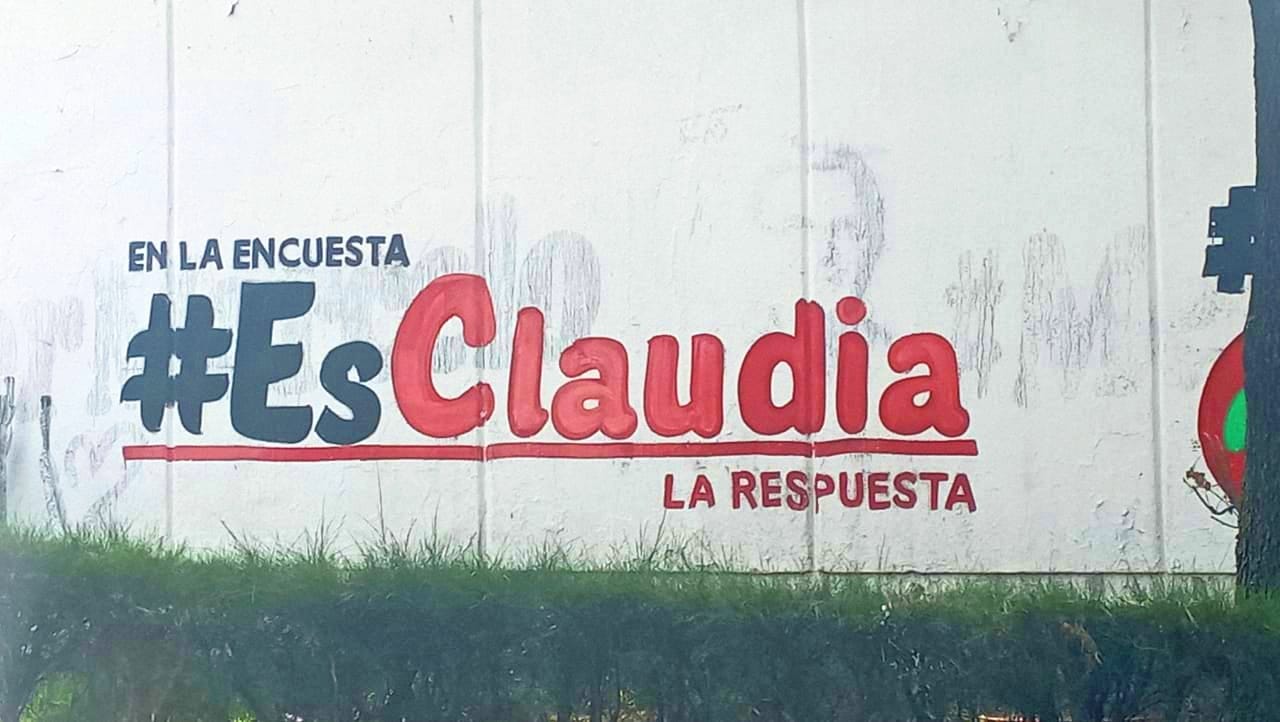 EN LA ENCUESTA
#EsClaudia
LA RESPUESTA
#